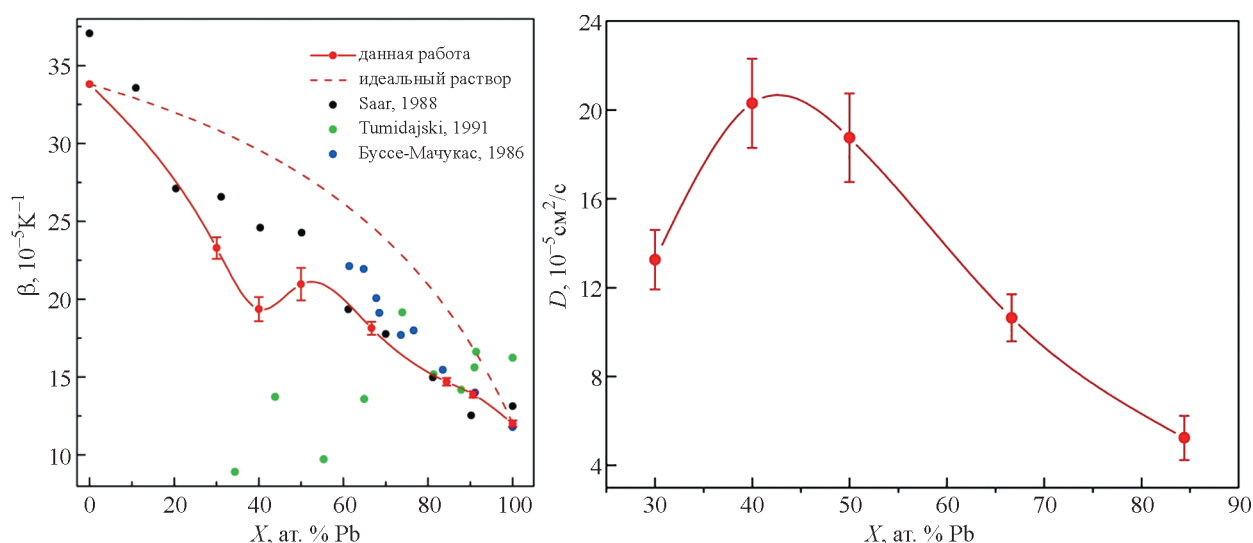 β, 10⁻⁵K⁻¹
35
30
25
20
15
10
данная работа
идеальный раствор
Saar, 1988
Tumidajski, 1991
Буссе-Мачукас, 1986
0 20 40 60 80 100
X, ат. % Pb
D, 10⁻⁵см²/с
24
20
16
12
8
4
30 40 50 60 70 80 90
X, ат. % Pb